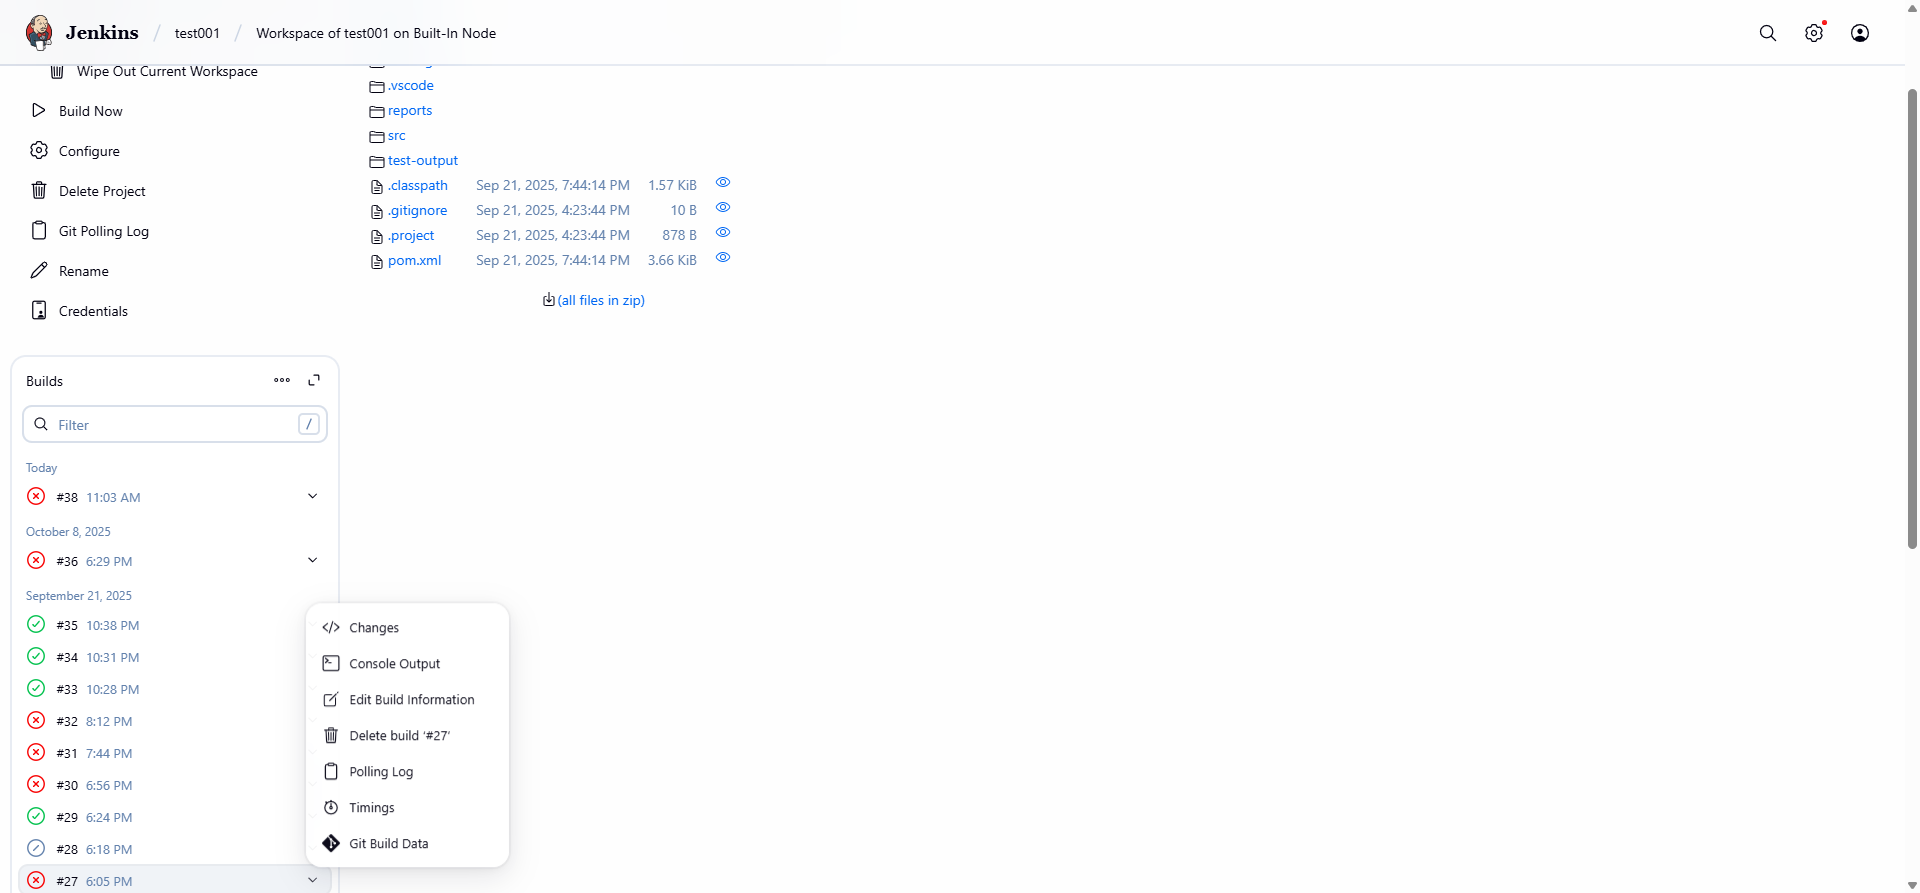 Jenkins / test001 / Workspace of test001 on Built-In Node
Wipe Out Current Workspace
Build Now
Configure
Delete Project
Git Polling Log
Rename
Credentials
.vscode
reports
src
test-output
.classpath Sep 21, 2025, 7:44:14 PM 1.57 KiB
.gitignore Sep 21, 2025, 4:23:44 PM 10 B
.project Sep 21, 2025, 4:23:44 PM 878 B
pom.xml Sep 21, 2025, 7:44:14 PM 3.66 KiB
(all files in zip)
Builds
Filter /
Today
#38 11:03 AM
October 8, 2025
#36 6:29 PM
September 21, 2025
#35 10:38 PM
#34 10:31 PM
#33 10:28 PM
#32 8:12 PM
#31 7:44 PM
#30 6:56 PM
#29 6:24 PM
#28 6:18 PM
#27 6:05 PM
Changes
Console Output
Edit Build Information
Delete build ‘#27’
Polling Log
Timings
Git Build Data